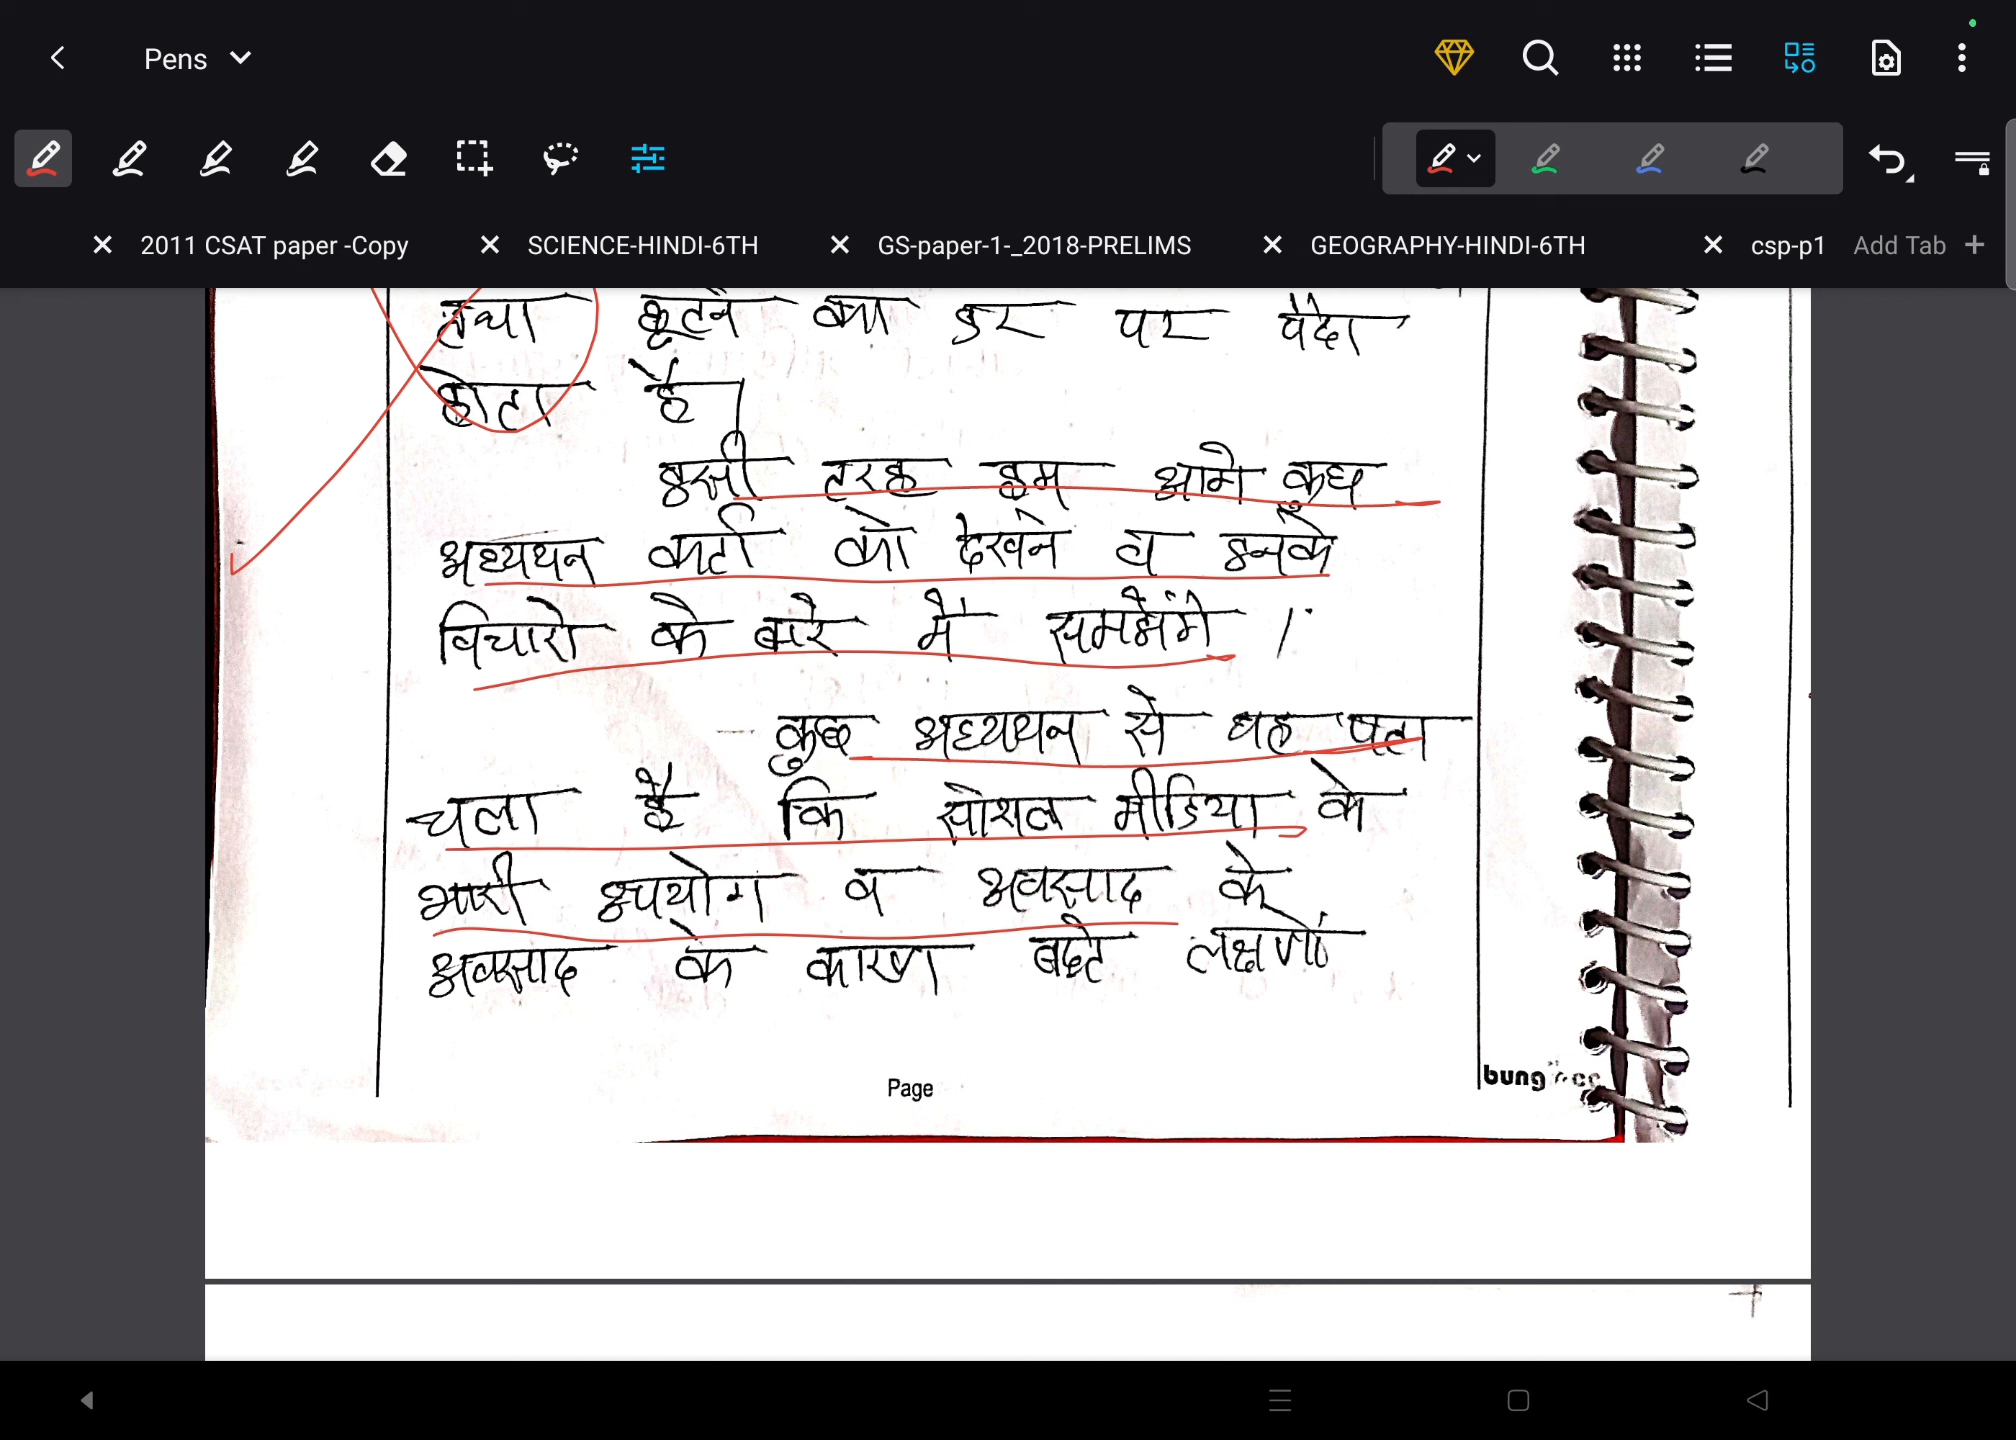 Pens
2011 CSAT paper -Copy SCIENCE-HINDI-6TH GS-paper-1-_2018-PRELIMS GEOGRAPHY-HINDI-6TH csp-p1 Add Tab
तथा छूटने का डर पर पैदा
होता है।
इसी तरह हम आगे कुछ
अध्ययन कर्ता को देखने व इनके
विचारो के बारे मे समझेंगे ।
कुछ अध्ययन से यह पता
चला है कि सोशल मीडिया के
भारी उपयोग व अवसाद के
अवसाद के कारण बढ़ते लक्षणों
Page